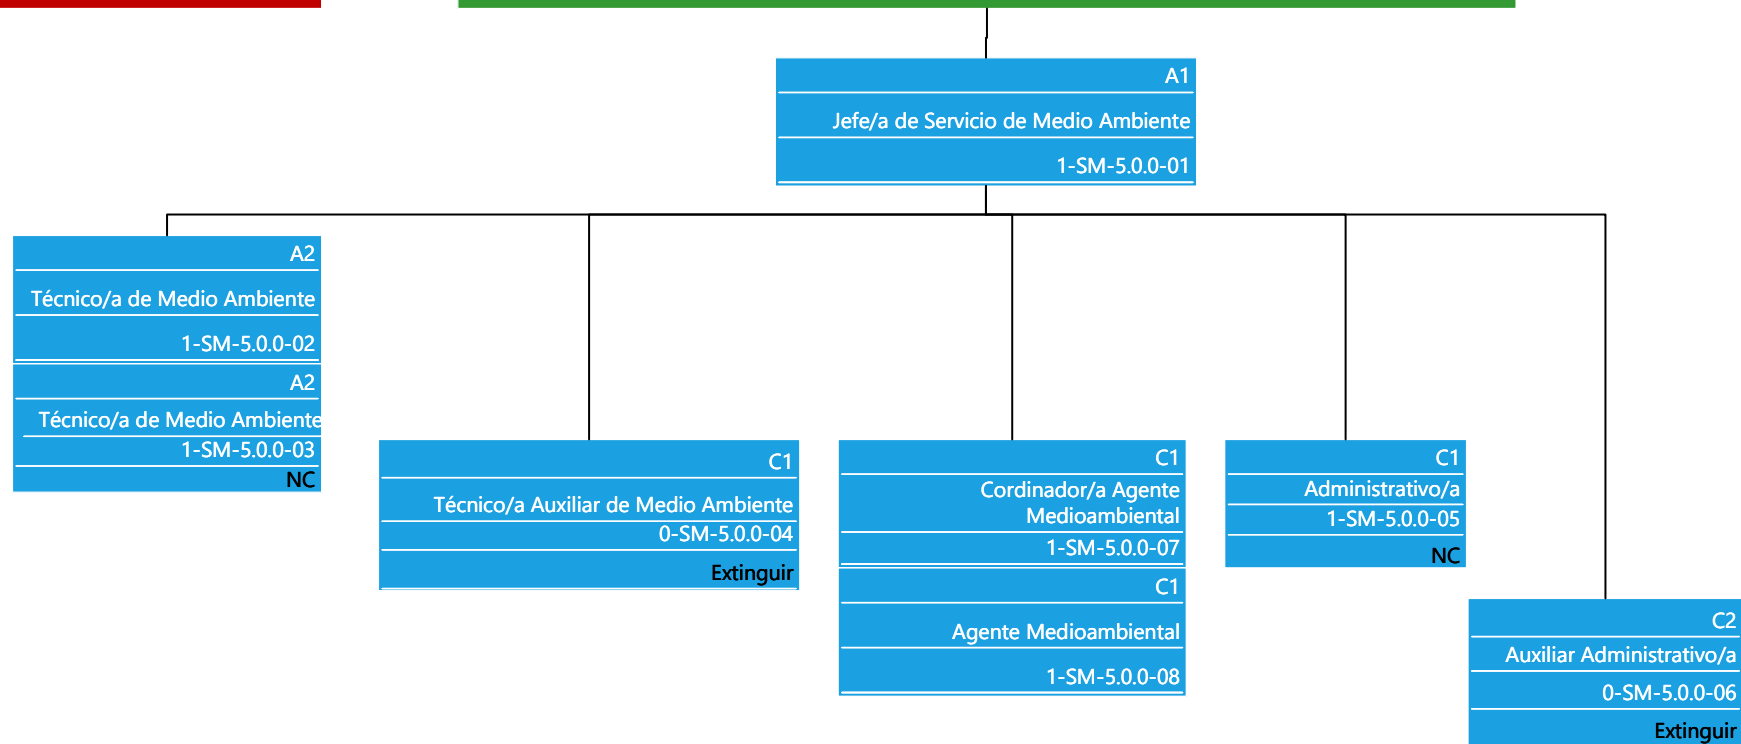 A1
Jefe/a de Servicio de Medio Ambiente
1-SM-5.0.0-01
A2
Técnico/a de Medio Ambiente
1-SM-5.0.0-02
A2
Técnico/a de Medio Ambiente
1-SM-5.0.0-03
NC
C1
Técnico/a Auxiliar de Medio Ambiente
0-SM-5.0.0-04
Extinguir
C1
Cordinador/a Agente
Medioambiental
1-SM-5.0.0-07
C1
Agente Medioambiental
1-SM-5.0.0-08
C1
Administrativo/a
1-SM-5.0.0-05
NC
C2
Auxiliar Administrativo/a
0-SM-5.0.0-06
Extinguir